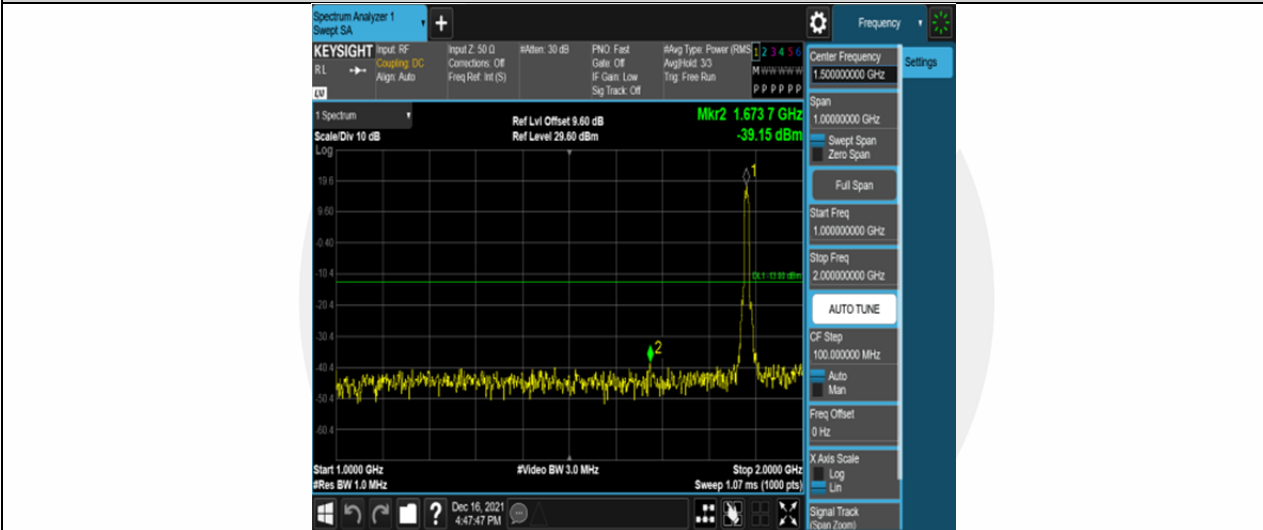 Spectrum Analyzer 1
Swept SA
+
Frequency
KEYSIGHT
RL
LV
Input: RF
Coupling: DC
Align: Auto
Input Z: 50 Ω
Corrections: Off
Freq Ref: Int (S)
#Atten: 30 dB
PNO: Fast
Gate: Off
IF Gain: Low
Sig Track: Off
#Avg Type: Power (RMS
Avg|Hold: 3/3
Trig: Free Run
1 2 3 4 5 6
M W W W W W
P P P P P P
1 Spectrum
Scale/Div 10 dB
Ref Lvl Offset 9.60 dB
Ref Level 29.60 dBm
Mkr2 1.673 7 GHz
-39.15 dBm
Log
19.6
9.60
-0.40
-10.4
-20.4
-30.4
-40.4
-50.4
-60.4
1
DL1 -13.00 dBm
2
Start 1.0000 GHz
#Res BW 1.0 MHz
#Video BW 3.0 MHz
Stop 2.0000 GHz
Sweep 1.07 ms (1000 pts)
?
Dec 16, 2021
4:47:47 PM
Center Frequency
1.500000000 GHz
Span
1.00000000 GHz
Swept Span
Zero Span
Full Span
Start Freq
1.000000000 GHz
Stop Freq
2.000000000 GHz
AUTO TUNE
CF Step
100.000000 MHz
Auto
Man
Freq Offset
0 Hz
X Axis Scale
Log
Lin
Signal Track
(Span Zoom)
Settings